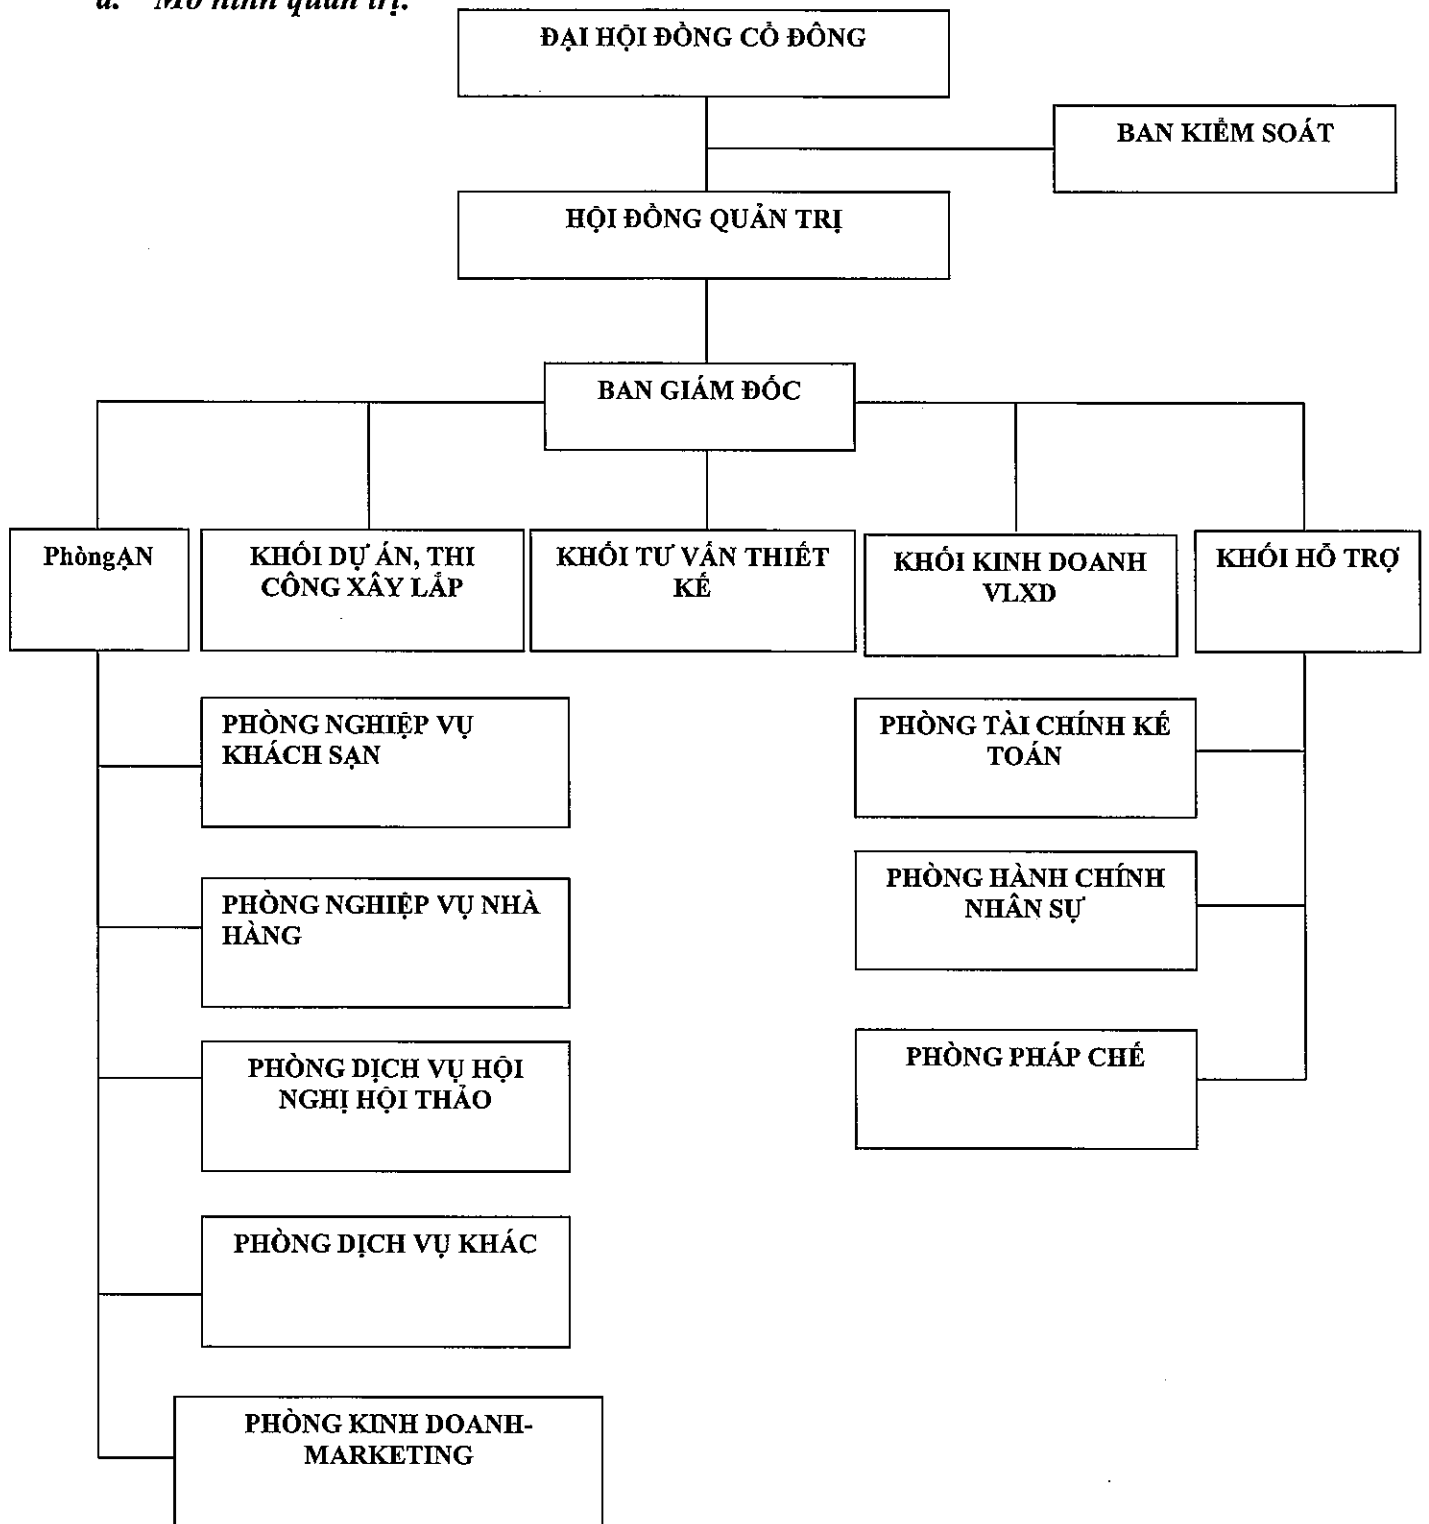 a. Mô hình quản trị.
ĐẠI HỘI ĐỒNG CỔ ĐÔNG
BAN KIỂM SOÁT
HỘI ĐỒNG QUẢN TRỊ
BAN GIÁM ĐỐC
PhòngẠN
KHỐI DỰ ÁN, THI
CÔNG XÂY LẮP
KHỐI TƯ VẤN THIẾT
KẾ
KHỐI KINH DOANH
VLXD
KHỐI HỖ TRỢ
PHÒNG NGHIỆP VỤ
KHÁCH SẠN
PHÒNG TÀI CHÍNH KẾ
TOÁN
PHÒNG NGHIỆP VỤ NHÀ
HÀNG
PHÒNG HÀNH CHÍNH
NHÂN SỰ
PHÒNG DỊCH VỤ HỘI
NGHỊ HỘI THẢO
PHÒNG PHÁP CHẾ
PHÒNG DỊCH VỤ KHÁC
PHÒNG KINH DOANH-
MARKETING